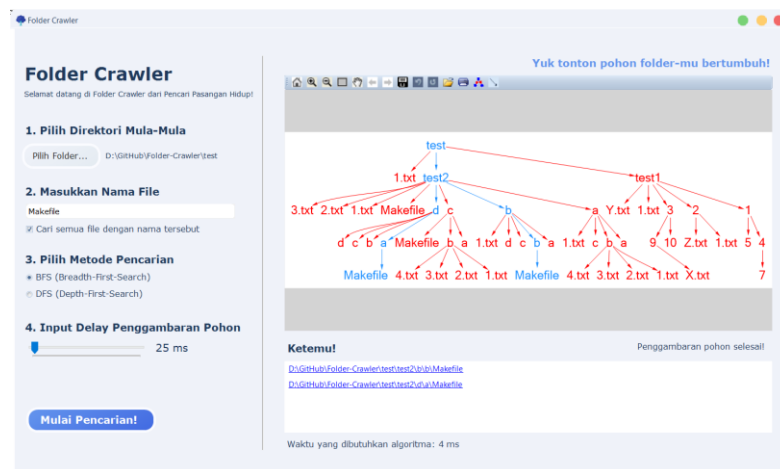 Folder Crawler
Folder Crawler
Selamat datang di Folder Crawler dari Pencari Pasangan Hidup!
1. Pilih Direktori Mula-Mula
Pilih Folder... D:\GitHub\Folder-Crawler\test
2. Masukkan Nama File
Makefile
Cari semua file dengan nama tersebut
3. Pilih Metode Pencarian
BFS (Breadth-First-Search)
DFS (Depth-First-Search)
4. Input Delay Penggambaran Pohon
25 ms
Mulai Pencarian!
Yuk tonton pohon folder-mu bertumbuh!
test
1.txt test2 test1
3.txt 2.txt 1.txt Makefile d c b a Y.txt 1.txt 3 2 1
d c b a Makefile b a 1.txt d c b a 1.txt c b a 9 10 Z.txt 1.txt 5 4
Makefile 4.txt 3.txt 2.txt 1.txt Makefile 4.txt 3.txt 2.txt 1.txt X.txt 7
Ketemu! Penggambaran pohon selesai!
D:\GitHub\Folder-Crawler\test\test2\b\b\Makefile
D:\GitHub\Folder-Crawler\test\test2\d\a\Makefile
Waktu yang dibutuhkan algoritma: 4 ms